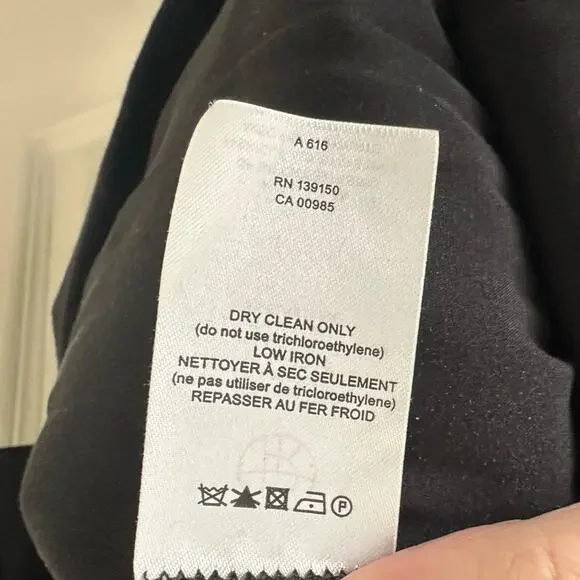 A 616
RN 139150
CA 00985
DRY CLEAN ONLY
(do not use trichloroethylene)
LOW IRON
NETTOYER À SEC SEULEMENT
(ne pas utiliser de tricloroethylene)
REPASSER AU FER FROID
P